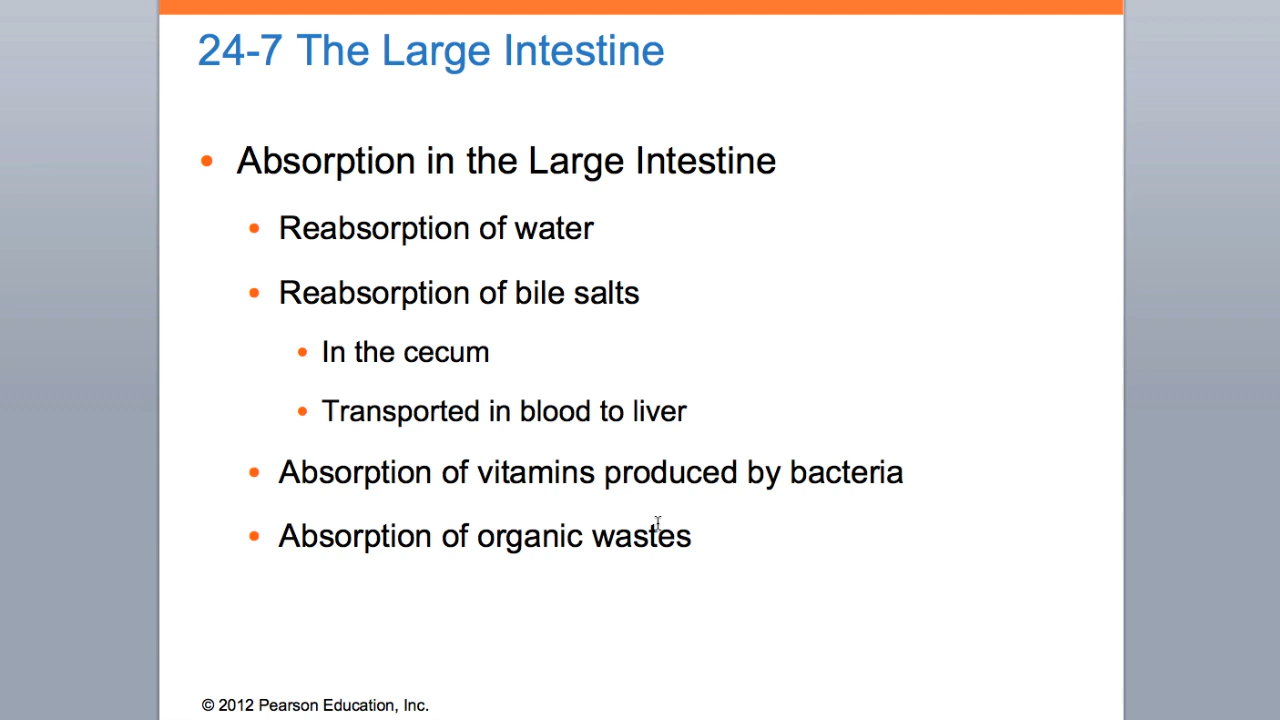 24-7 The Large Intestine
• Absorption in the Large Intestine
• Reabsorption of water
• Reabsorption of bile salts
• In the cecum
• Transported in blood to liver
• Absorption of vitamins produced by bacteria
• Absorption of organic wastes
© 2012 Pearson Education, Inc.